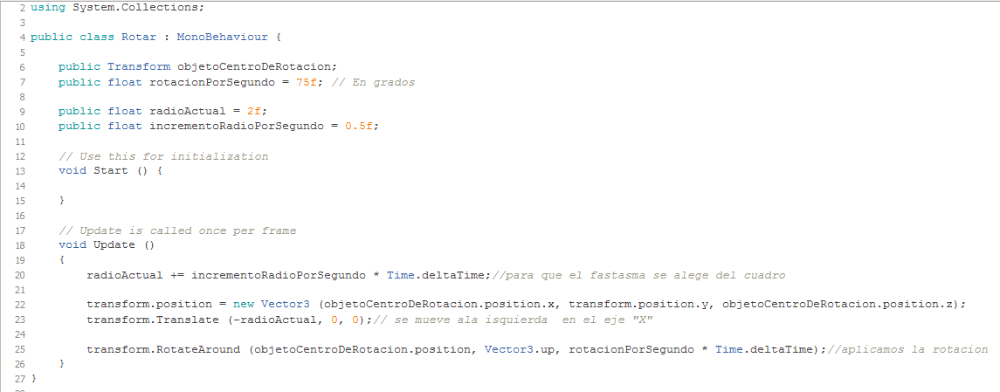 2 using System.Collections;
3
4 public class Rotar : MonoBehaviour {
5
6 public Transform objetoCentroDeRotacion;
7 public float rotacionPorSegundo = 75f; // En grados
8
9 public float radioActual = 2f;
10 public float incrementoRadioPorSegundo = 0.5f;
11
12 // Use this for initialization
13 void Start () {
14
15 }
16
17 // Update is called once per frame
18 void Update ()
19 {
20 radioActual += incrementoRadioPorSegundo * Time.deltaTime;//para que el fastasma se alege del cuadro
21
22 transform.position = new Vector3 (objetoCentroDeRotacion.position.x, transform.position.y, objetoCentroDeRotacion.position.z);
23 transform.Translate (-radioActual, 0, 0);// se mueve ala isquierda en el eje "X"
24
25 transform.RotateAround (objetoCentroDeRotacion.position, Vector3.up, rotacionPorSegundo * Time.deltaTime);//aplicamos la rotacion
26 }
27 }